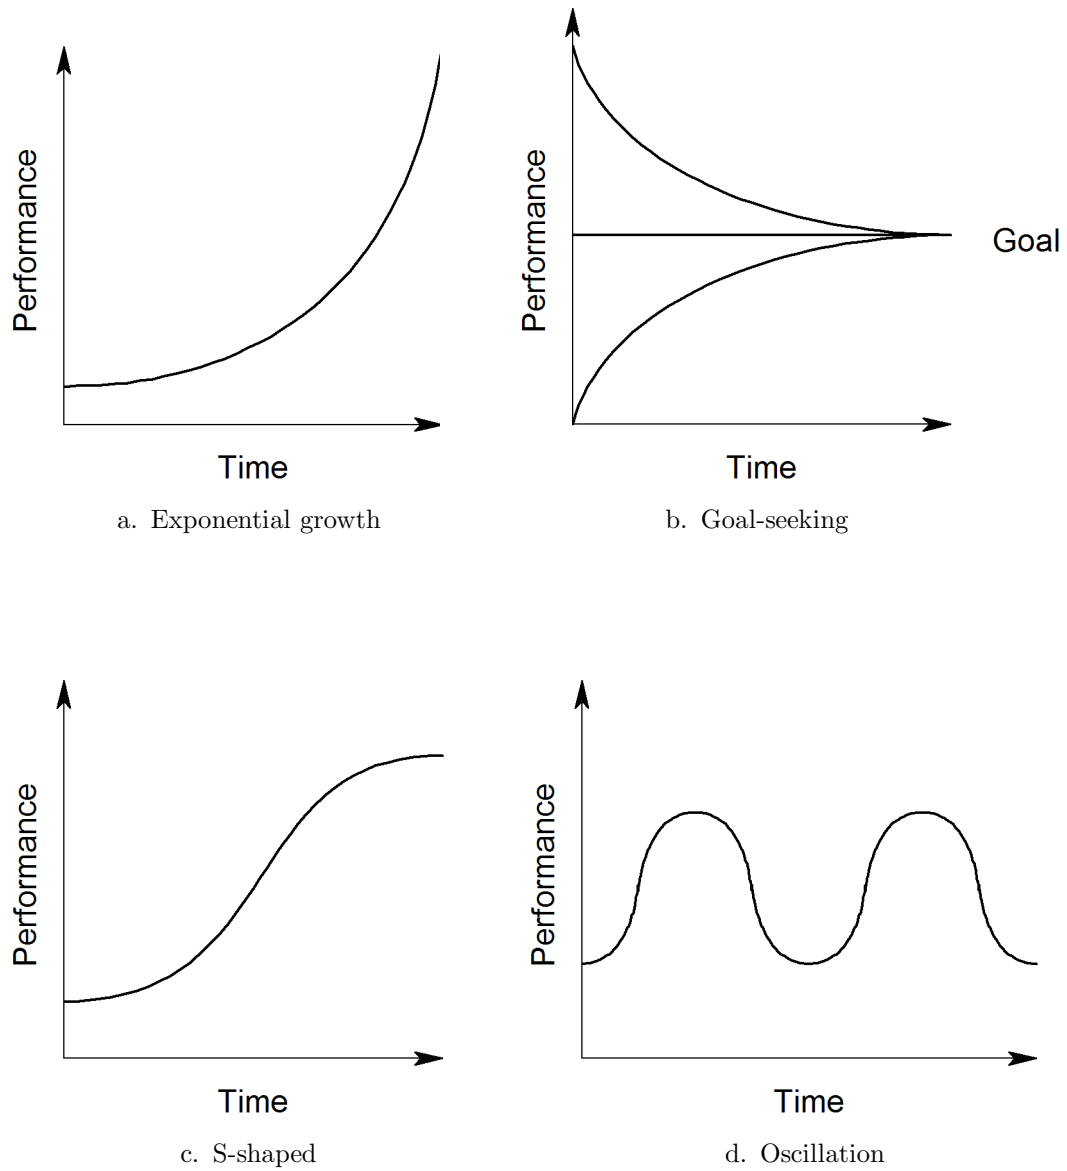 Performance
Time
a. Exponential growth
Performance
Goal
Time
b. Goal-seeking
Performance
Time
c. S-shaped
Performance
Time
d. Oscillation